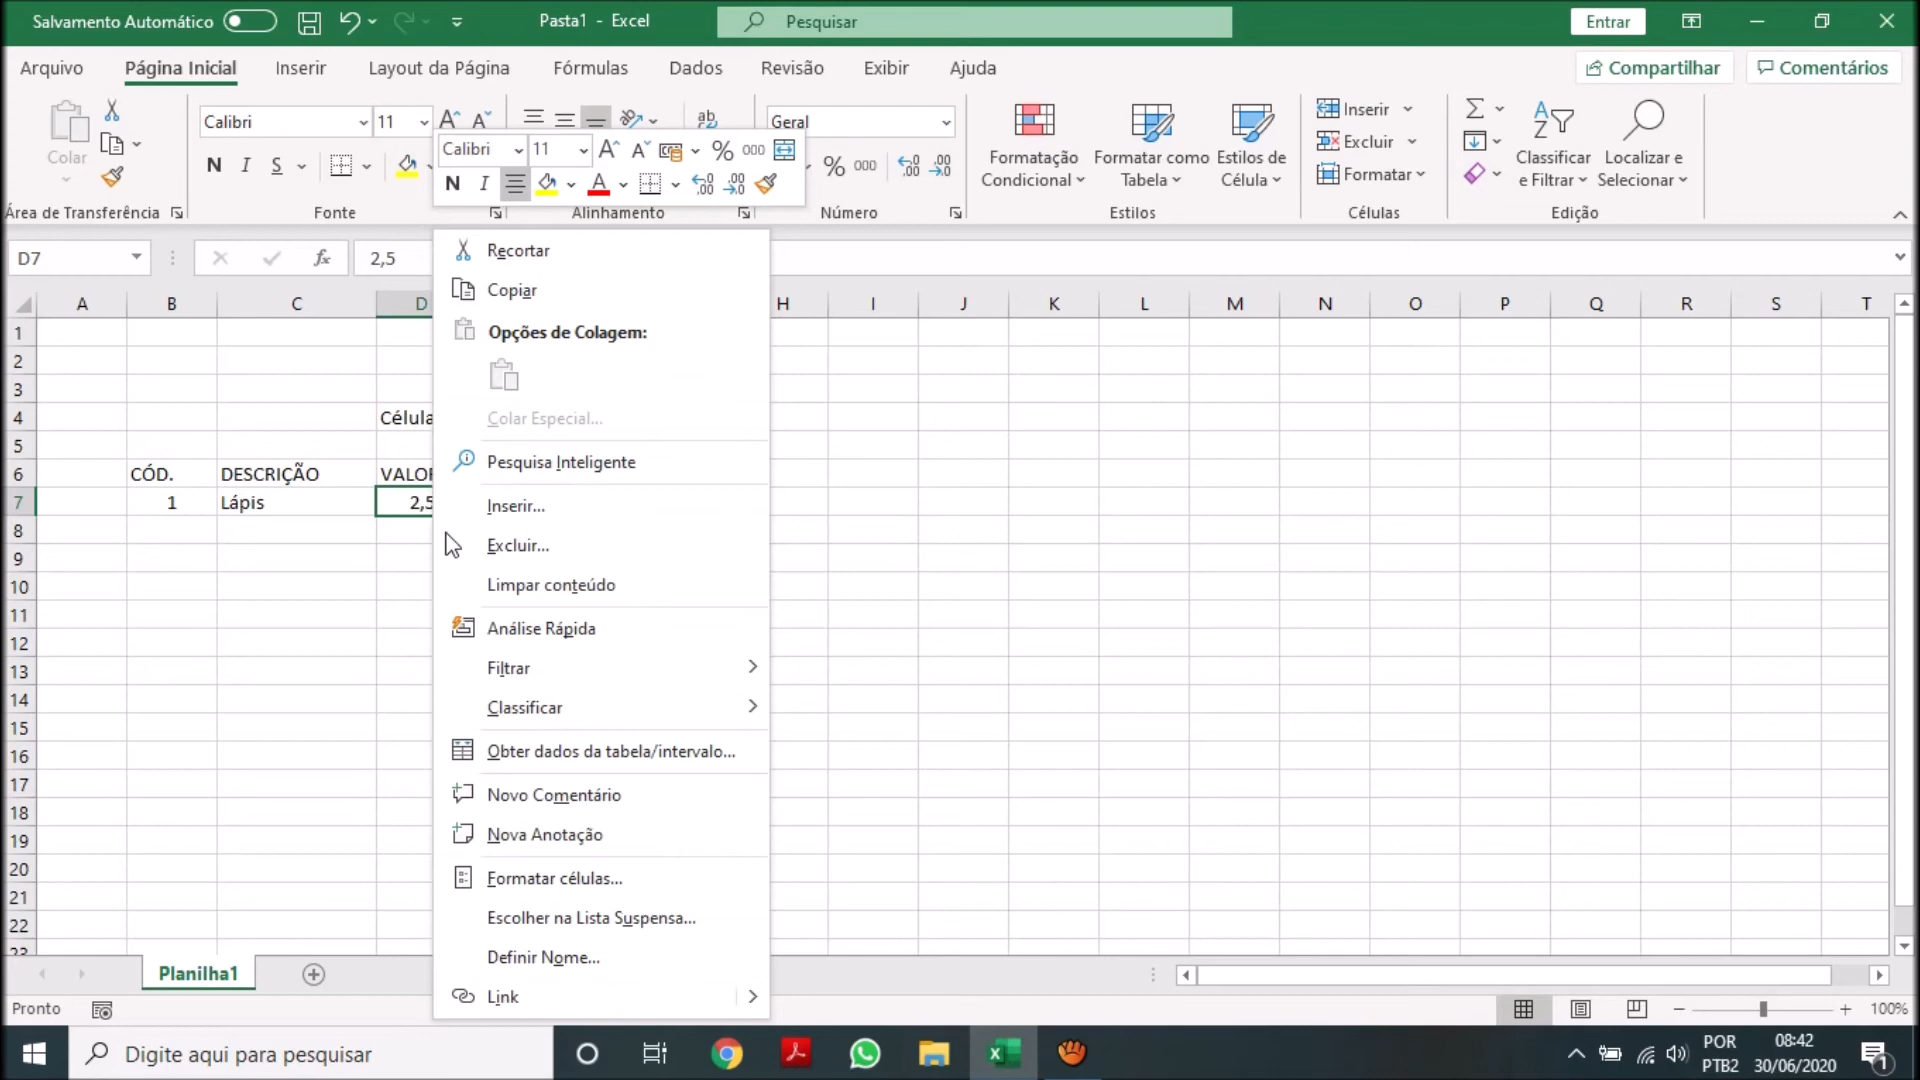 Salvamento Automático
Pasta1 - Excel
Pesquisar
Entrar
Arquivo
Página Inicial
Inserir
Layout da Página
Fórmulas
Dados
Revisão
Exibir
Ajuda
Compartilhar
Comentários
Colar
Calibri
11
Geral
N I S
ab
% 000
Calibri
11
% 000
N I A
Formatação
Condicional
Formatar como
Tabela
Estilos de
Célula
Inserir
Excluir
Formatar
Classificar
e Filtrar
Localizar e
Selecionar
Área de Transferência
Fonte
Alinhamento
Número
Estilos
Células
Edição
D7
fx
2,5
A B C D H I J K L M N O P Q R S T
1
2
3
4 Célula
5
6 CÓD. DESCRIÇÃO VALOR
7 1 Lápis 2,5
8
9
10
11
12
13
14
15
16
17
18
19
20
21
22
23
Recortar
Copiar
Opções de Colagem:
Colar Especial...
Pesquisa Inteligente
Inserir...
Excluir...
Limpar conteúdo
Análise Rápida
Filtrar
Classificar
Obter dados da tabela/intervalo...
Novo Comentário
Nova Anotação
Formatar células...
Escolher na Lista Suspensa...
Definir Nome...
Link
Planilha1
Pronto
100%
Digite aqui para pesquisar
POR
PTB2
08:42
30/06/2020
1